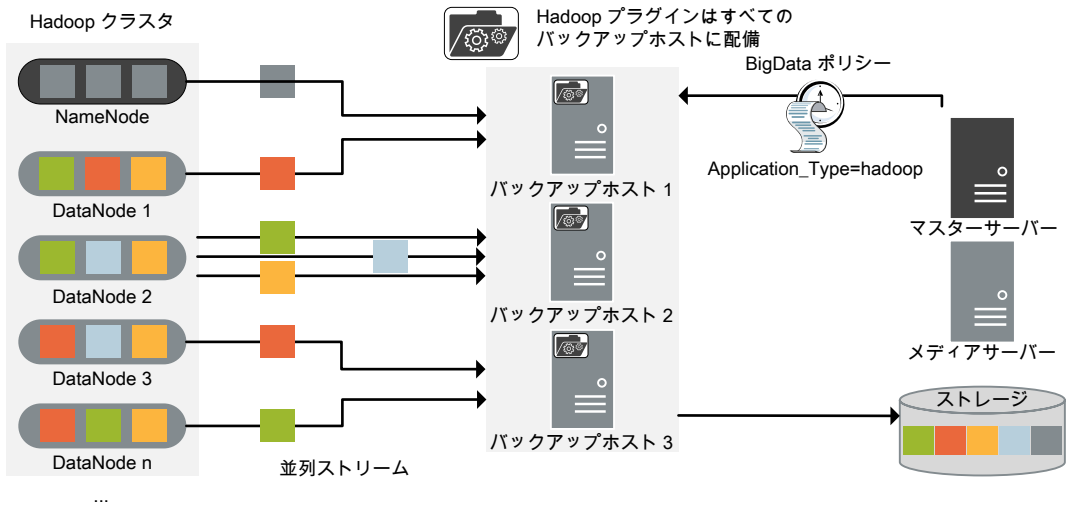 Hadoop クラスタ
Hadoop プラグインはすべての
バックアップホストに配備
BigData ポリシー
NameNode
Application_Type=hadoop
バックアップホスト 1
DataNode 1
マスターサーバー
DataNode 2
バックアップホスト 2
メディアサーバー
DataNode 3
ストレージ
バックアップホスト 3
DataNode n
並列ストリーム
...